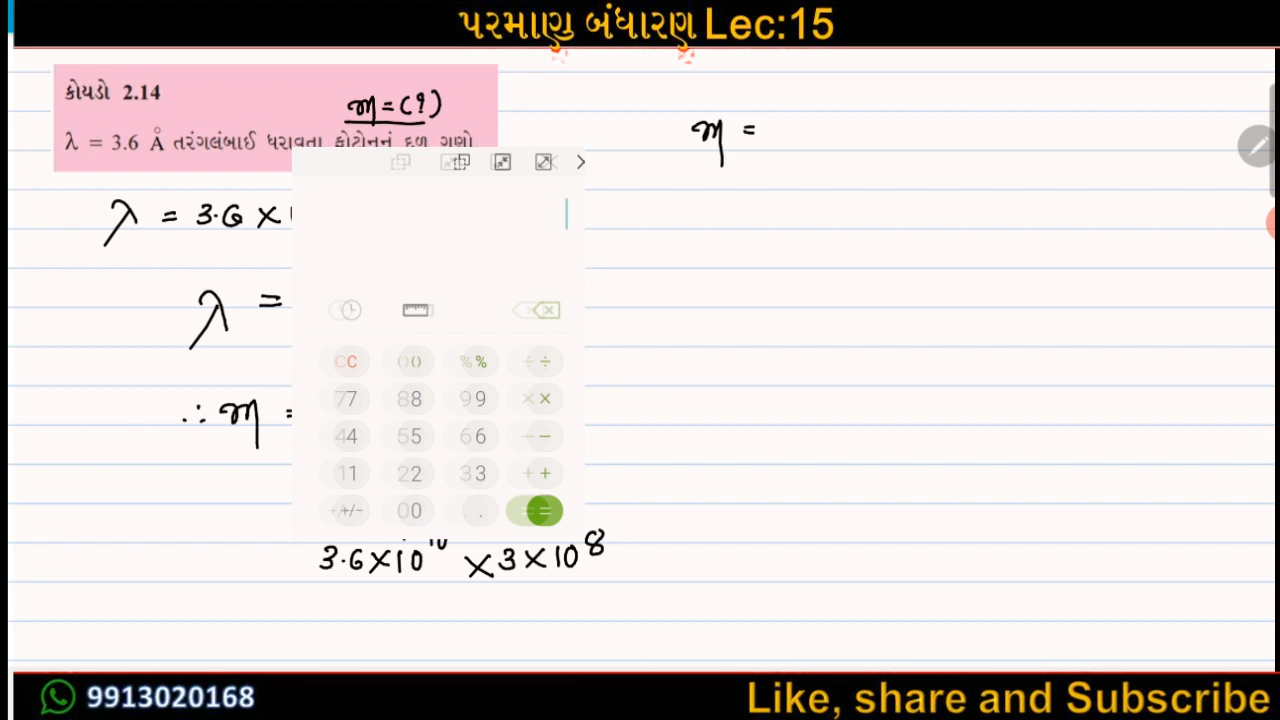 પરમાણુ બંધારણ Lec:15
કોયડો 2.14
m = (?)
λ = 3.6 Å તરંગલંબાઈ ધરાવતા ફોટોનનું દળ ગણો
m =
λ = 3.6 ×
λ =
∴ m =
C () % ÷
7 8 9 ×
4 5 6 −
1 2 3 +
+/− 0 . =
3.6×10 ×3×10⁸
9913020168
Like, share and Subscribe